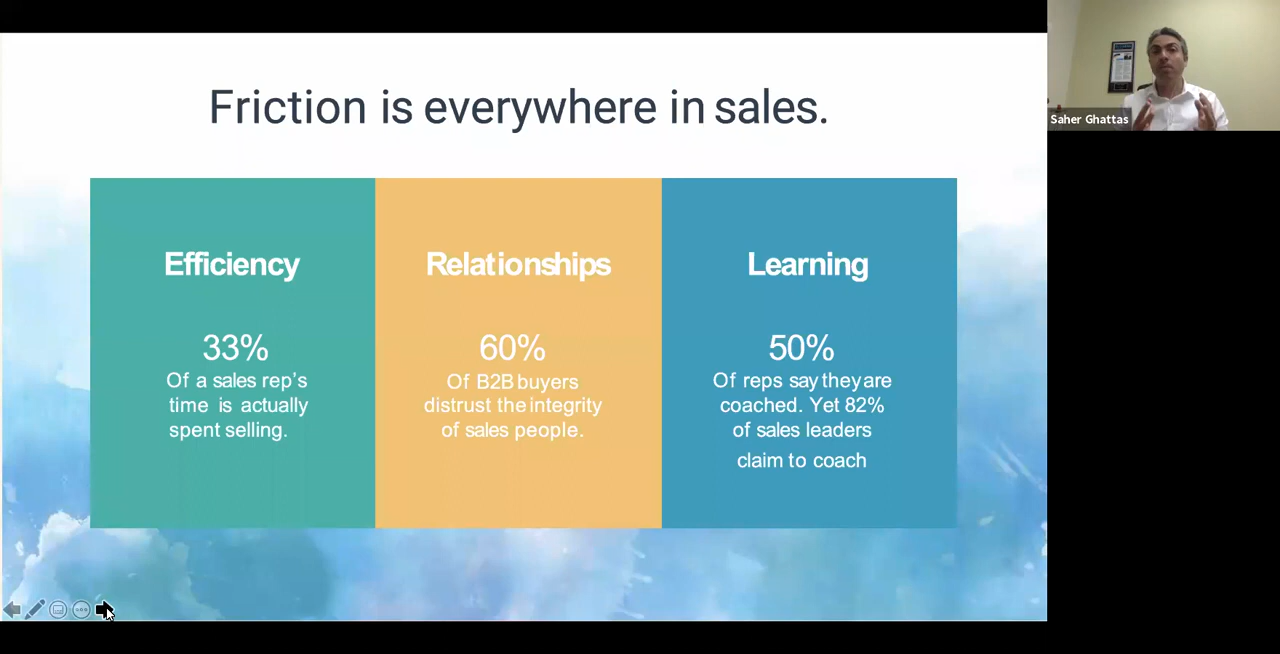 Friction is everywhere in sales.
Efficiency
33%
Of a sales rep's
time is actually
spent selling.
Relationships
60%
Of B2B buyers
distrust the integrity
of sales people.
Learning
50%
Of reps say they are
coached. Yet 82%
of sales leaders
claim to coach
Saher Ghattas